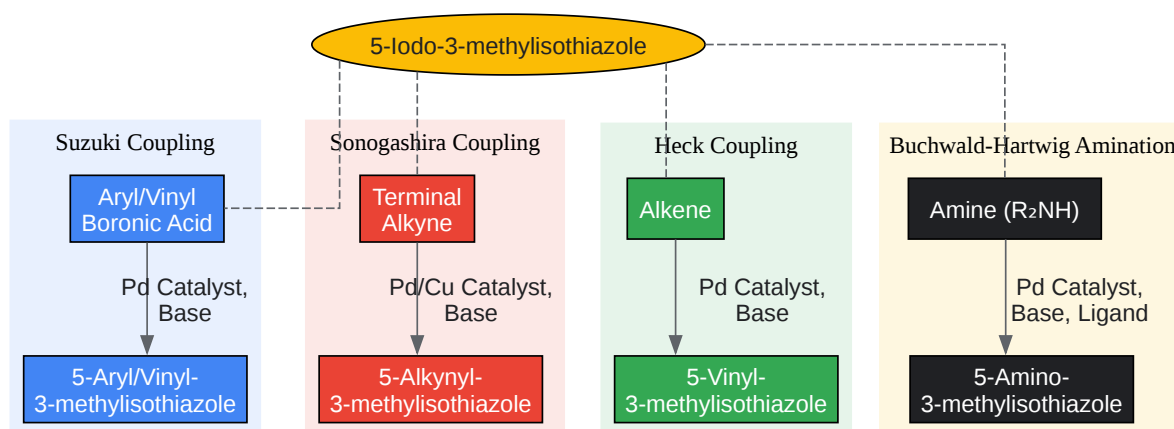 5-Iodo-3-methylisothiazole
Suzuki Coupling
Aryl/Vinyl
Boronic Acid
Pd Catalyst,
Base
5-Aryl/Vinyl-
3-methylisothiazole
Sonogashira Coupling
Terminal
Alkyne
Pd/Cu Catalyst,
Base
5-Alkynyl-
3-methylisothiazole
Heck Coupling
Alkene
Pd Catalyst,
Base
5-Vinyl-
3-methylisothiazole
Buchwald-Hartwig Amination
Amine (R₂NH)
Pd Catalyst,
Base, Ligand
5-Amino-
3-methylisothiazole